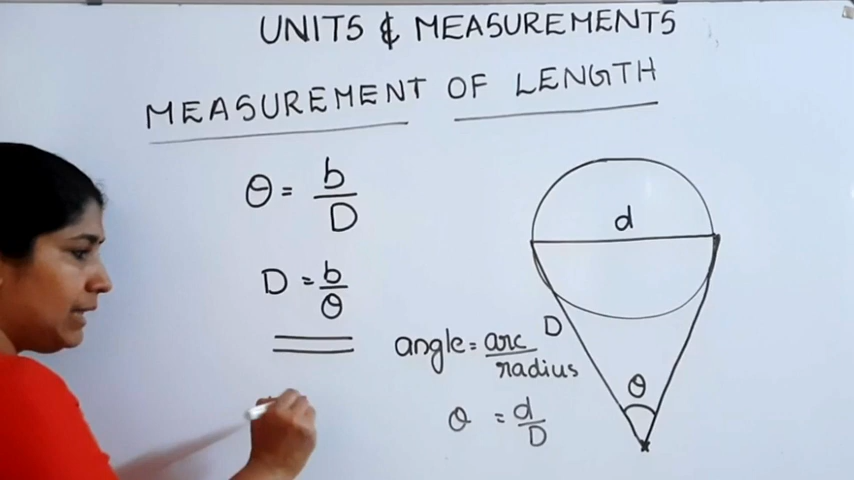 UNITS & MEASUREMENTS
MEASUREMENT OF LENGTH
θ = b/D
D = b/θ
angle = arc/radius
θ = d/D
d
D
θ